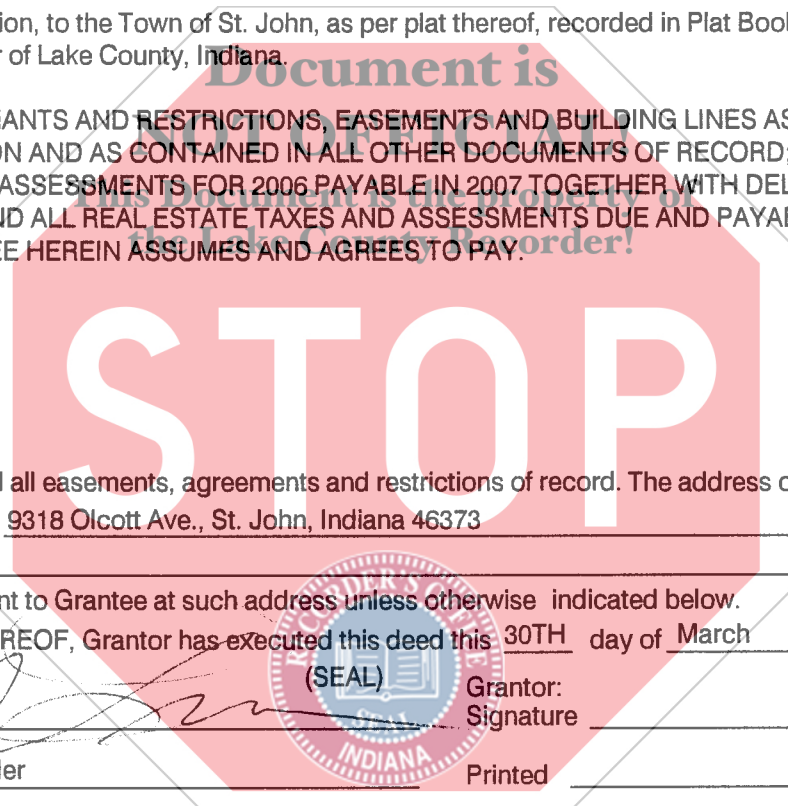 ion, to the Town of St. John, as per plat thereof, recorded in Plat Bool
r of Lake County, Indiana.
Document is
ANTS AND RESTRICTIONS, EASEMENTS AND BUILDING LINES AS
NOT OFFICIAL!
ON AND AS CONTAINED IN ALL OTHER DOCUMENTS OF RECORD;
ASSESSMENTS FOR 2006 PAYABLE IN 2007 TOGETHER WITH DEL
This Document is the property of
ND ALL REAL ESTATE TAXES AND ASSESSMENTS DUE AND PAYAB
the Lake County Recorder!
EE HEREIN ASSUMES AND AGREES TO PAY.
STOP
l all easements, agreements and restrictions of record. The address o
9318 Olcott Ave., St. John, Indiana 46373
nt to Grantee at such address unless otherwise indicated below.
REOF, Grantor has executed this deed this 30TH day of March
(SEAL)
Grantor:
Signature
RECORDER'S OFFICE
SEAL
INDIANA
ler
Printed